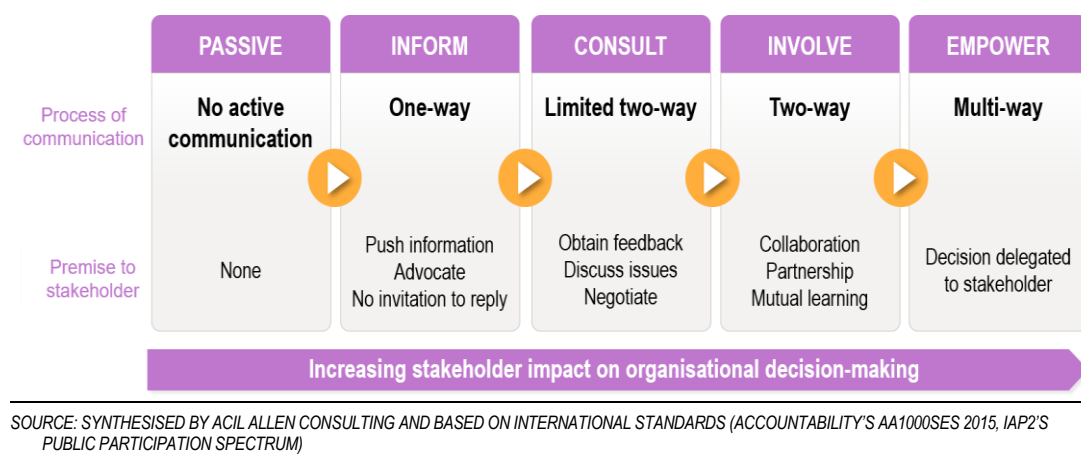 PASSIVE
INFORM
CONSULT
INVOLVE
EMPOWER
Process of
communication
No active
communication
One-way
Limited two-way
Two-way
Multi-way
Premise to
stakeholder
None
Push information
Advocate
No invitation to reply
Obtain feedback
Discuss issues
Negotiate
Collaboration
Partnership
Mutual learning
Decision delegated
to stakeholder
Increasing stakeholder impact on organisational decision-making
SOURCE: SYNTHESISED BY ACIL ALLEN CONSULTING AND BASED ON INTERNATIONAL STANDARDS (ACCOUNTABILITY'S AA1000SES 2015, IAP2'S
PUBLIC PARTICIPATION SPECTRUM)